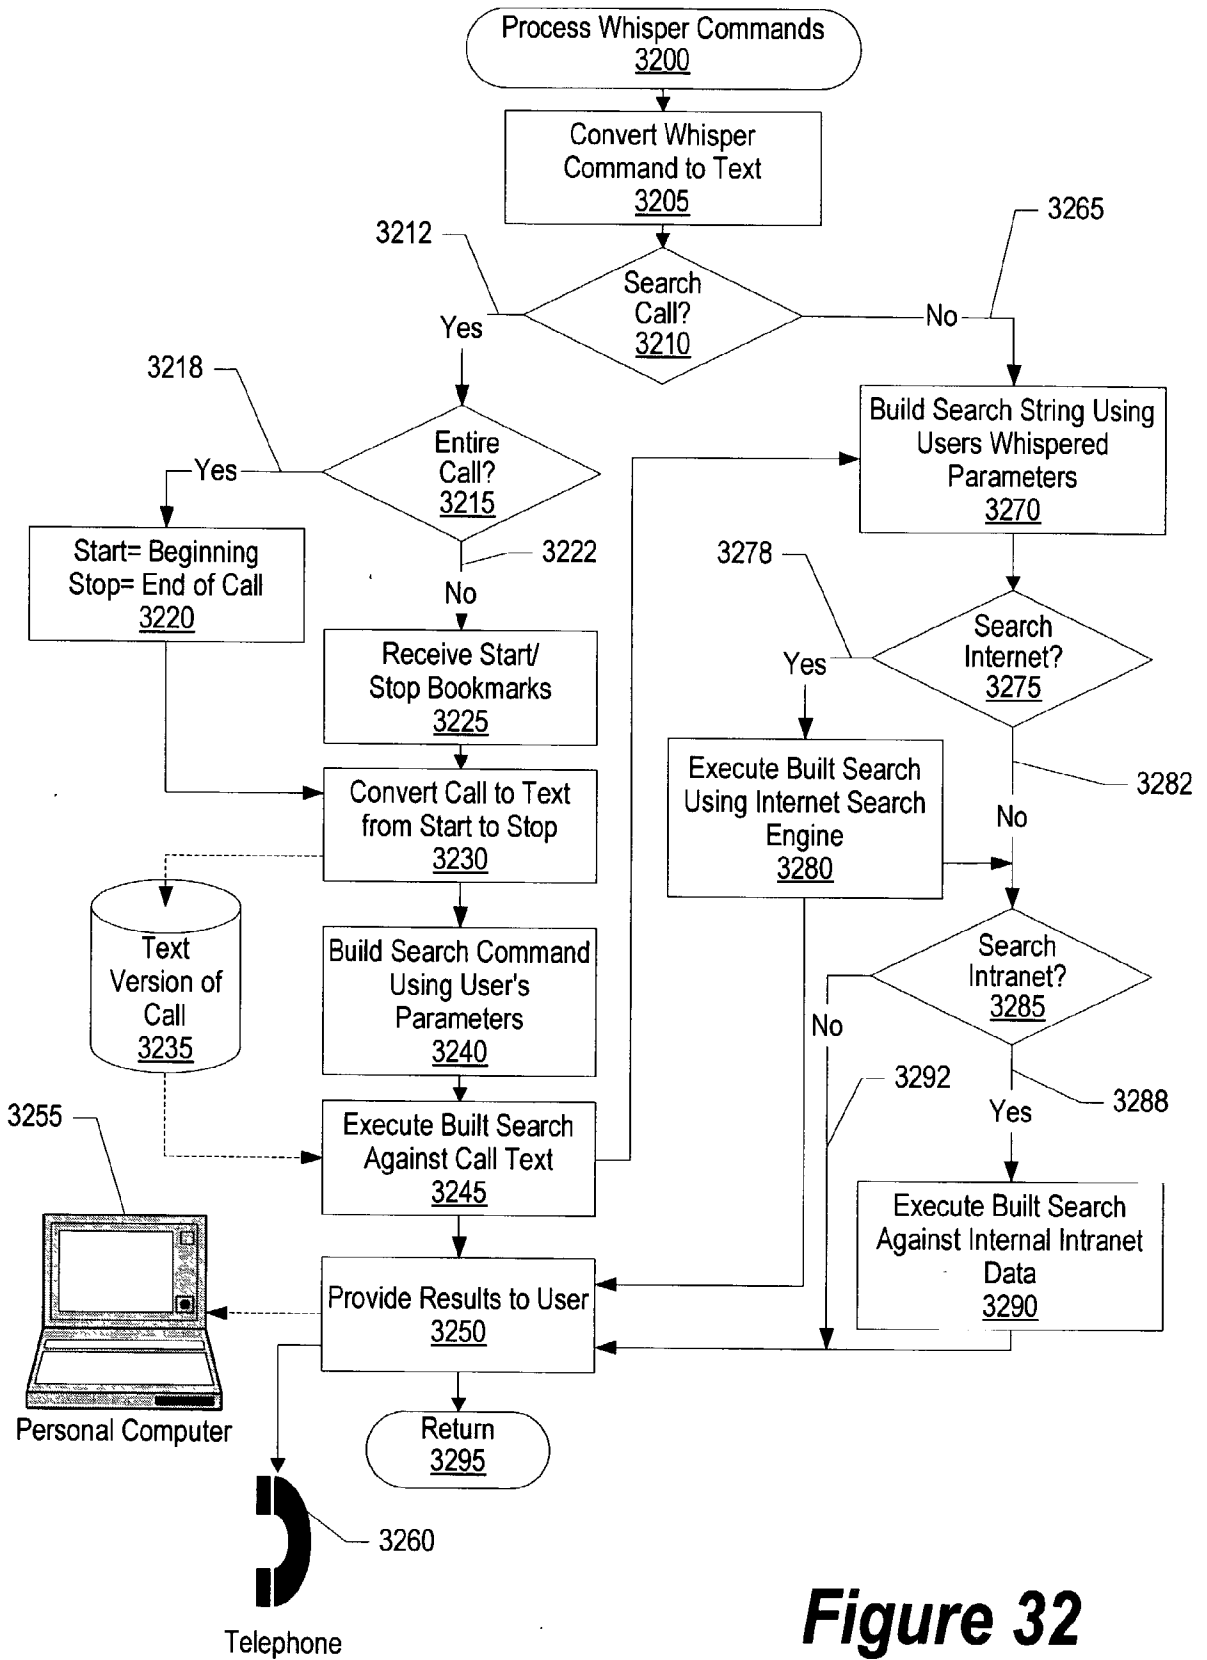 Process Whisper Commands
3200
Convert Whisper
Command to Text
3205
3212
3265
Search
Call?
3210
Yes
No
3218
Entire
Call?
3215
Yes
Build Search String Using
Users Whispered
Parameters
3270
Start= Beginning
Stop= End of Call
3220
3222
No
3278
Search
Internet?
3275
Yes
Receive Start/
Stop Bookmarks
3225
3282
No
Execute Built Search
Using Internet Search
Engine
3280
Convert Call to Text
from Start to Stop
3230
Text
Version of
Call
3235
Build Search Command
Using User's
Parameters
3240
Search
Intranet?
3285
No
3292
3288
Yes
3255
Execute Built Search
Against Call Text
3245
Execute Built Search
Against Internal Intranet
Data
3290
Provide Results to User
3250
Personal Computer
Return
3295
3260
Telephone
Figure 32